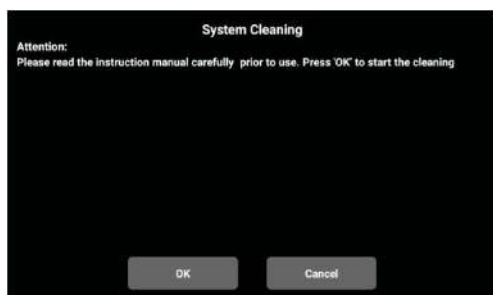 System Cleaning
Attention:
Please read the instruction manual carefully prior to use. Press 'OK' to start the cleaning
OK
Cancel